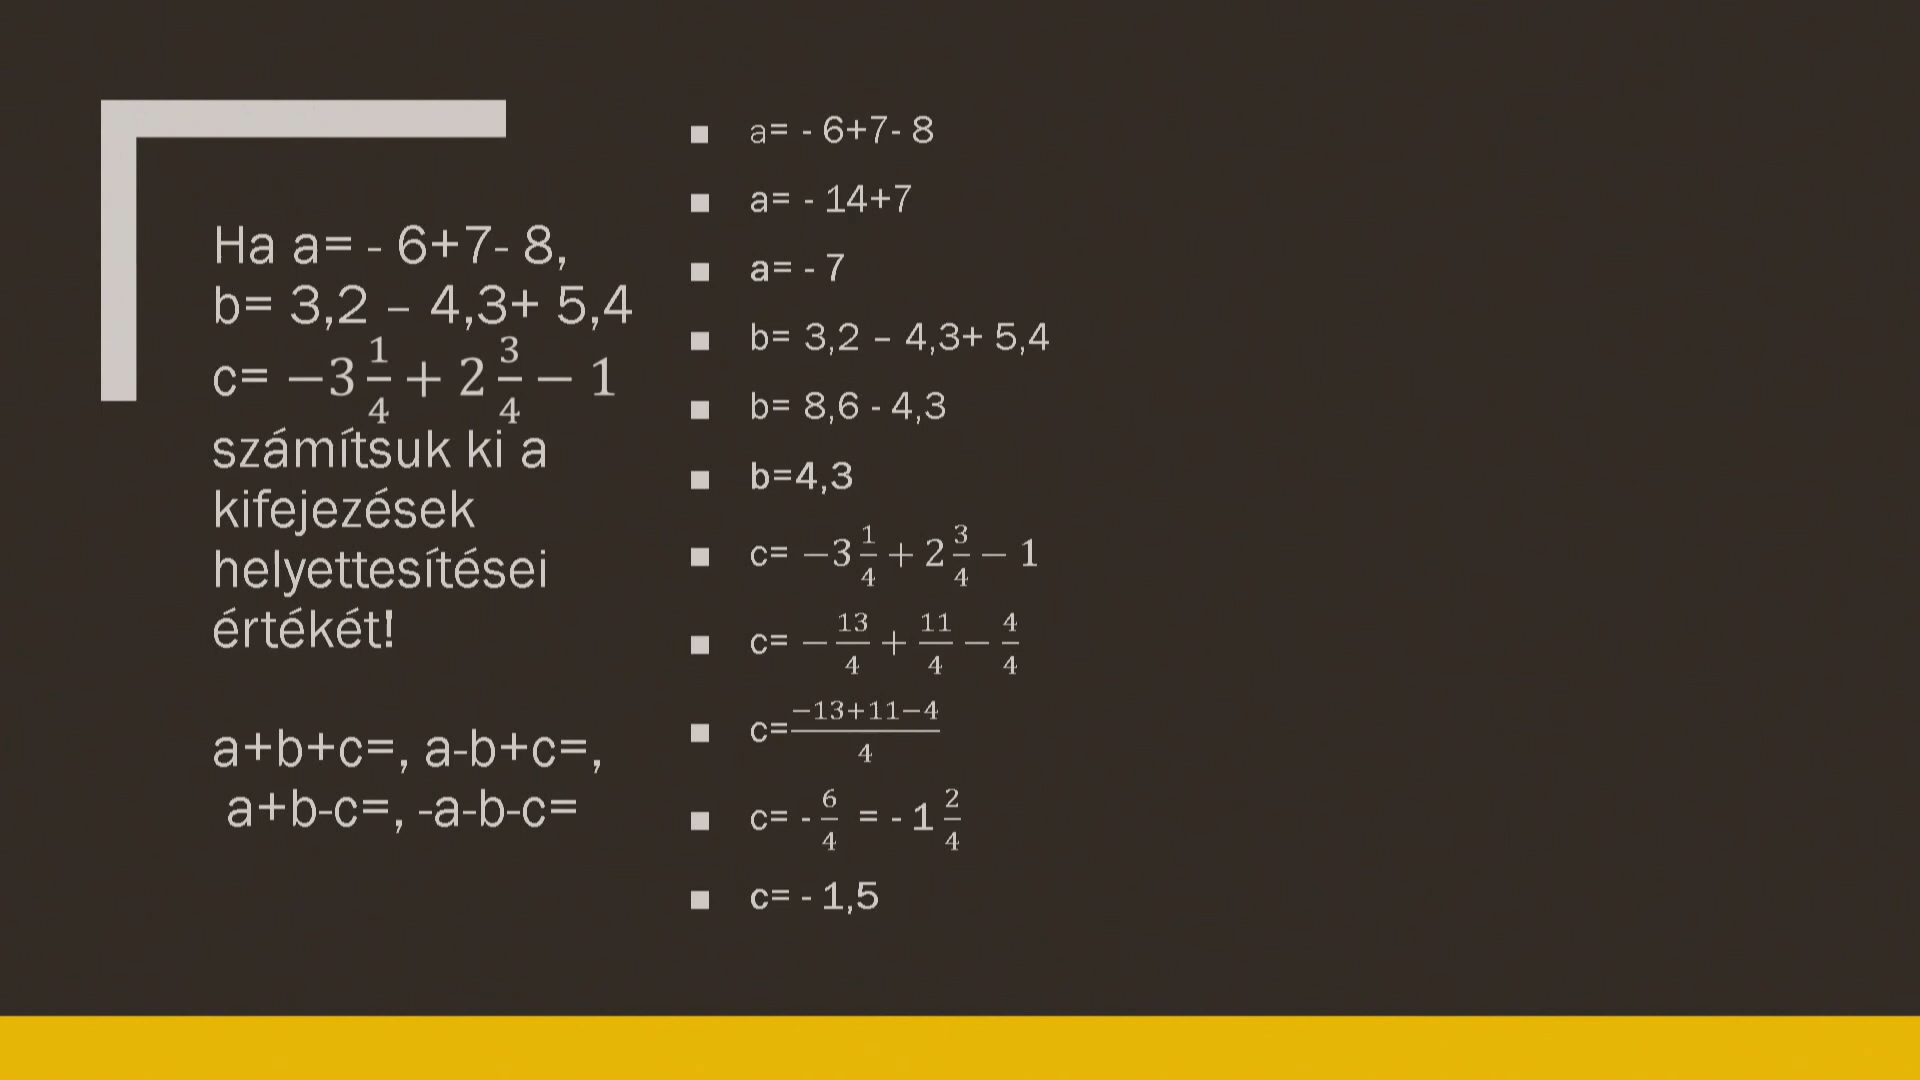 Ha a= - 6+7- 8,
b= 3,2 – 4,3+ 5,4
c= −3 1/4 + 2 3/4 − 1
számítsuk ki a
kifejezések
helyettesítései
értékét!
a+b+c=, a-b+c=,
a+b-c=, -a-b-c=
■ a= - 6+7- 8
■ a= - 14+7
■ a= - 7
■ b= 3,2 – 4,3+ 5,4
■ b= 8,6 - 4,3
■ b=4,3
■ c= −3 1/4 + 2 3/4 − 1
■ c= − 13/4 + 11/4 − 4/4
■ c= (−13+11−4)/4
■ c= - 6/4 = - 1 2/4
■ c= - 1,5